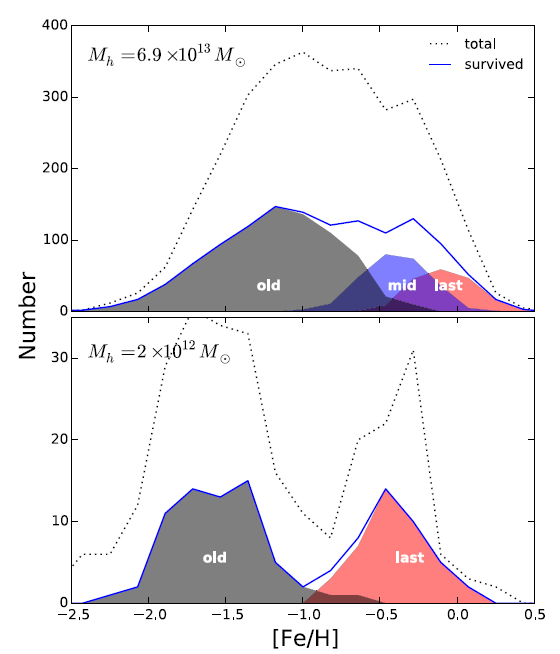 400
M_h = 6.9 × 10^13 M_⊙
total
survived
300
200
100
old
mid
last
0
Number
M_h = 2 × 10^12 M_⊙
30
20
10
old
last
0
−2.5 −2.0 −1.5 −1.0 −0.5 0.0 0.5
[Fe/H]